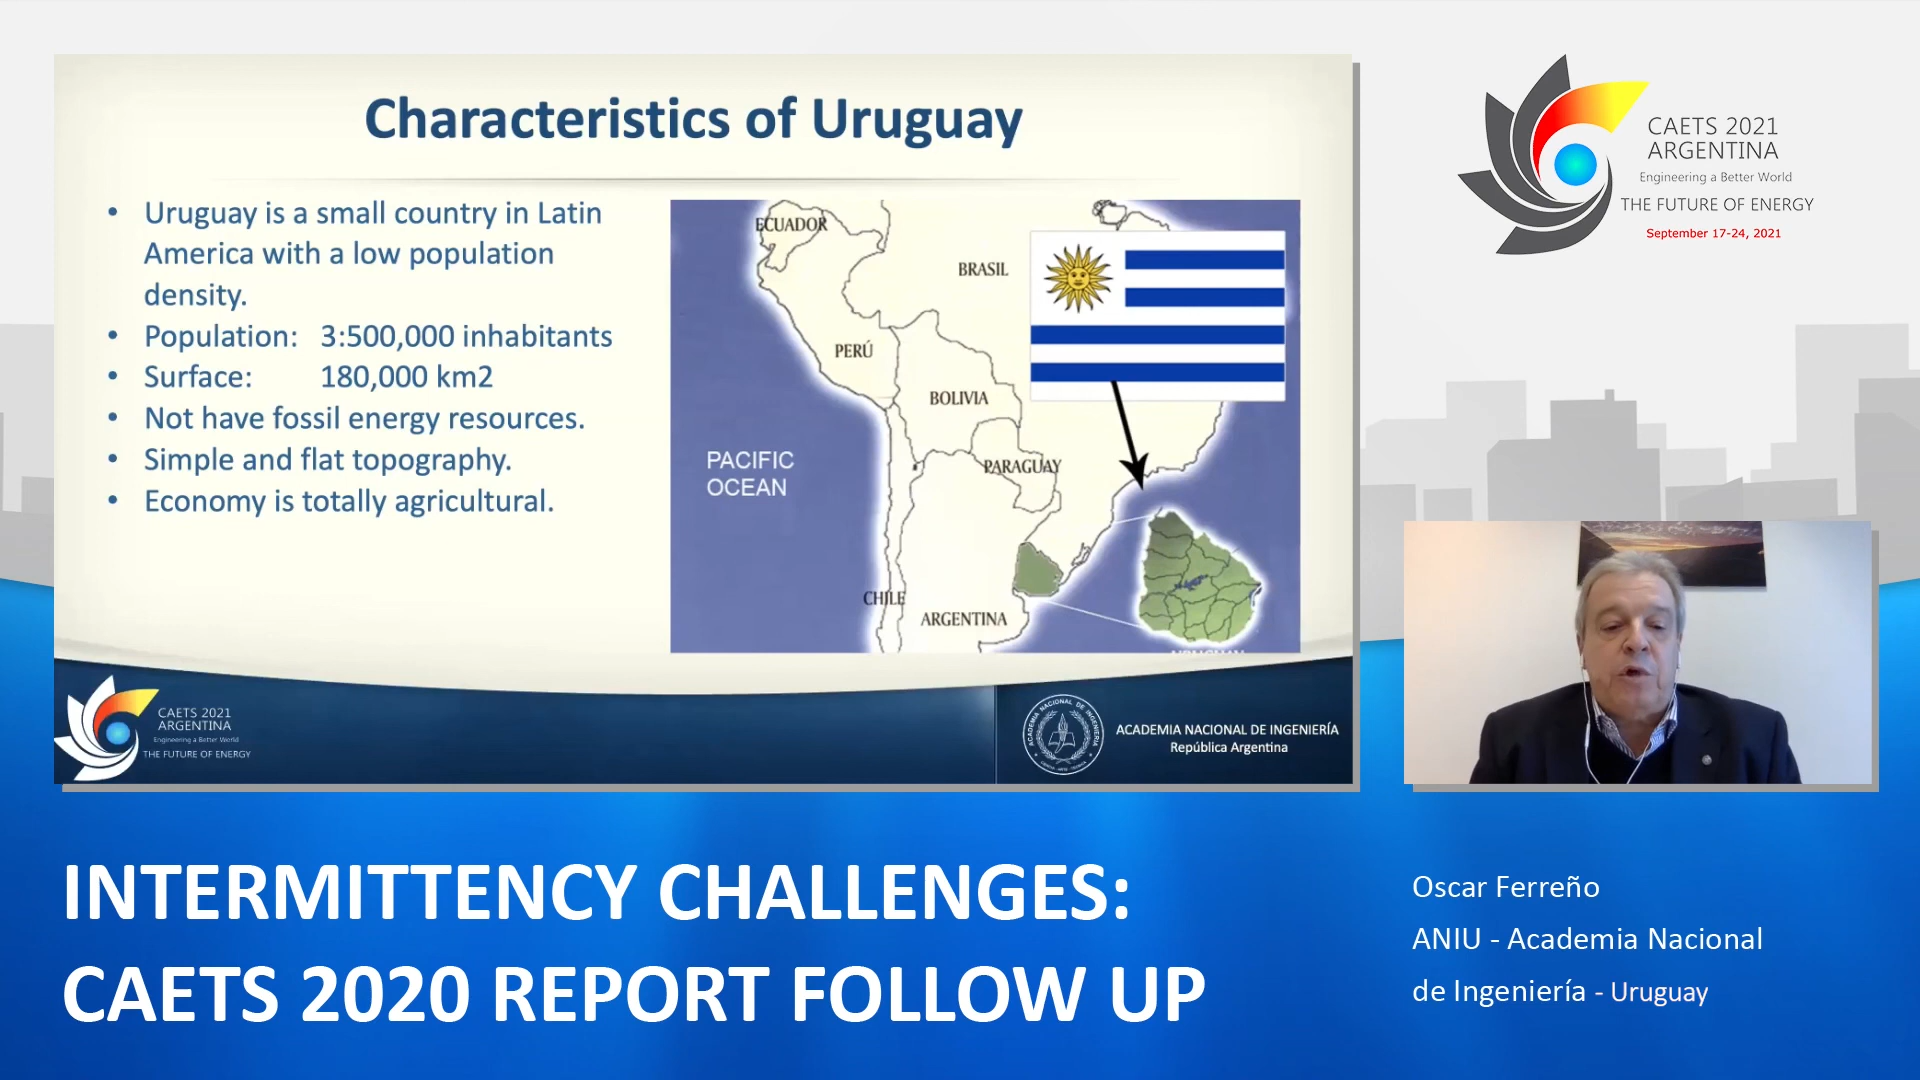 Characteristics of Uruguay
• Uruguay is a small country in Latin
America with a low population
density.
• Population: 3:500,000 inhabitants
• Surface: 180,000 km2
• Not have fossil energy resources.
• Simple and flat topography.
• Economy is totally agricultural.
ECUADOR
BRASIL
PERÚ
BOLIVIA
PARAGUAY
PACIFIC
OCEAN
CHILE
ARGENTINA
CAETS 2021
ARGENTINA
Engineering a Better World
THE FUTURE OF ENERGY
ACADEMIA NACIONAL DE INGENIERÍA
República Argentina
CAETS 2021
ARGENTINA
Engineering a Better World
THE FUTURE OF ENERGY
September 17-24, 2021
INTERMITTENCY CHALLENGES:
CAETS 2020 REPORT FOLLOW UP
Oscar Ferreño
ANIU - Academia Nacional
de Ingeniería - Uruguay